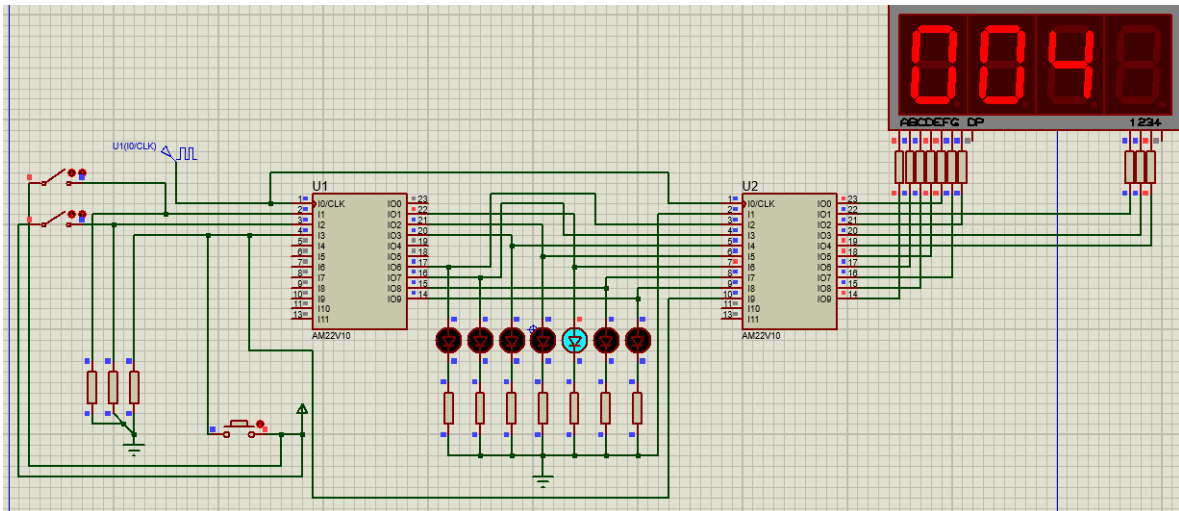 004
ABCDEFG DP
1234
U1(I0/CLK)
U1
1 I0/CLK IO0 23
2 I1 IO1 22
3 I2 IO2 21
4 I3 IO3 20
5 I4 IO4 19
6 I5 IO5 18
7 I6 IO6 17
8 I7 IO7 16
9 I8 IO8 15
10 I9 IO9 14
11 I10
13 I11
AM22V10
U2
1 I0/CLK IO0 23
2 I1 IO1 22
3 I2 IO2 21
4 I3 IO3 20
5 I4 IO4 19
6 I5 IO5 18
7 I6 IO6 17
8 I7 IO7 16
9 I8 IO8 15
10 I9 IO9 14
11 I10
13 I11
AM22V10